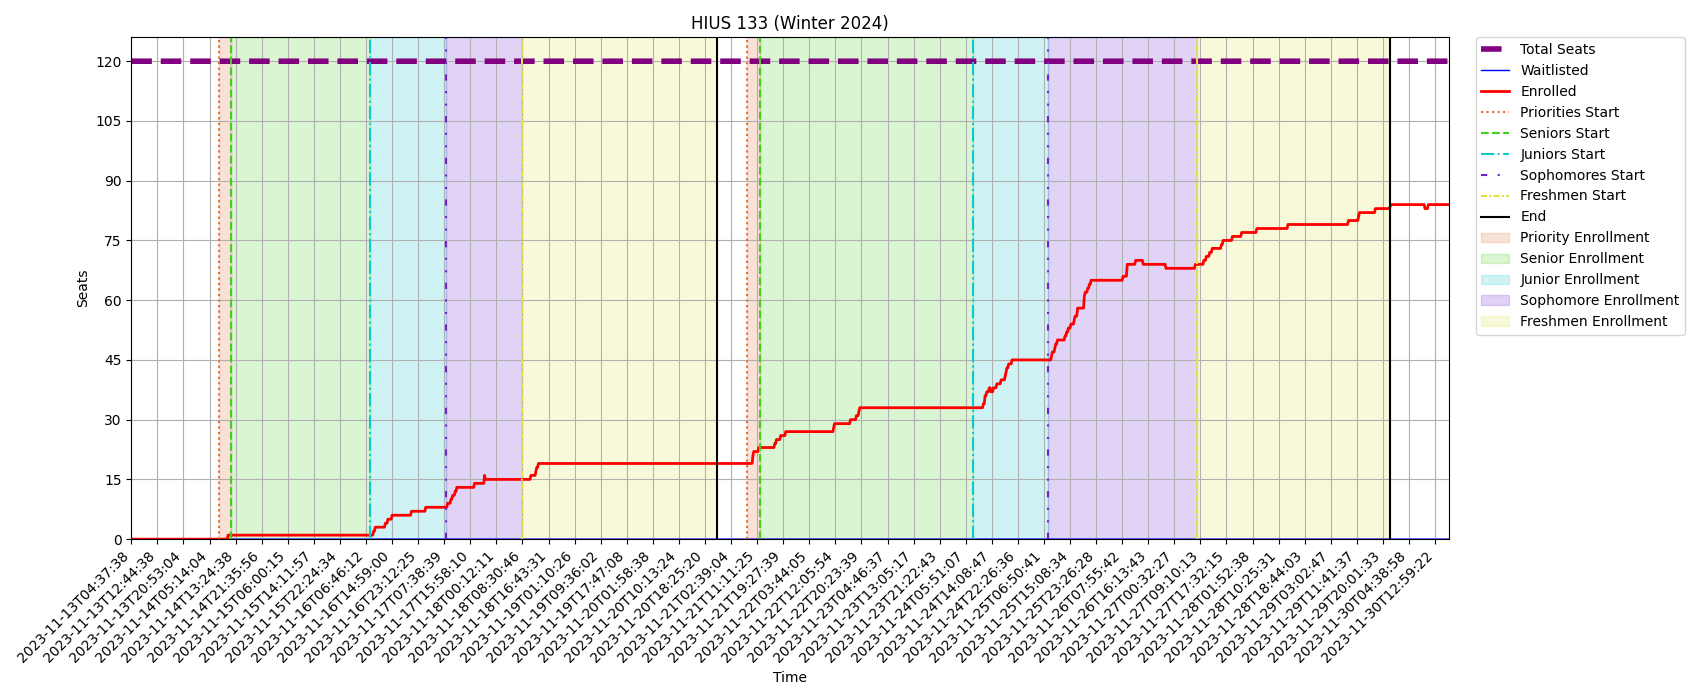 HIUS 133 (Winter 2024)
Seats
120
105
90
75
60
45
30
15
0
2023-11-13T04:37:38
2023-11-13T12:44:38
2023-11-13T20:53:04
2023-11-14T05:14:04
2023-11-14T13:24:38
2023-11-14T21:35:56
2023-11-15T06:00:15
2023-11-15T14:11:57
2023-11-15T22:24:34
2023-11-16T06:46:12
2023-11-16T14:59:00
2023-11-16T23:12:25
2023-11-17T07:38:39
2023-11-17T15:58:10
2023-11-18T00:12:11
2023-11-18T08:30:46
2023-11-18T16:43:31
2023-11-19T01:10:26
2023-11-19T09:36:02
2023-11-19T17:47:08
2023-11-20T01:58:38
2023-11-20T10:13:24
2023-11-20T18:25:20
2023-11-21T02:39:04
2023-11-21T11:11:25
2023-11-21T19:27:39
2023-11-22T03:44:05
2023-11-22T12:05:54
2023-11-22T20:23:39
2023-11-23T04:46:37
2023-11-23T13:05:17
2023-11-23T21:22:43
2023-11-24T05:51:07
2023-11-24T14:08:47
2023-11-24T22:26:36
2023-11-25T06:50:41
2023-11-25T15:08:34
2023-11-25T23:26:28
2023-11-26T07:55:42
2023-11-26T16:13:43
2023-11-27T00:32:27
2023-11-27T09:10:13
2023-11-27T17:32:15
2023-11-28T01:52:38
2023-11-28T10:25:31
2023-11-28T18:44:03
2023-11-29T03:02:47
2023-11-29T11:41:37
2023-11-29T20:01:33
2023-11-30T04:38:58
2023-11-30T12:59:22
Time
Total Seats
Waitlisted
Enrolled
Priorities Start
Seniors Start
Juniors Start
Sophomores Start
Freshmen Start
End
Priority Enrollment
Senior Enrollment
Junior Enrollment
Sophomore Enrollment
Freshmen Enrollment